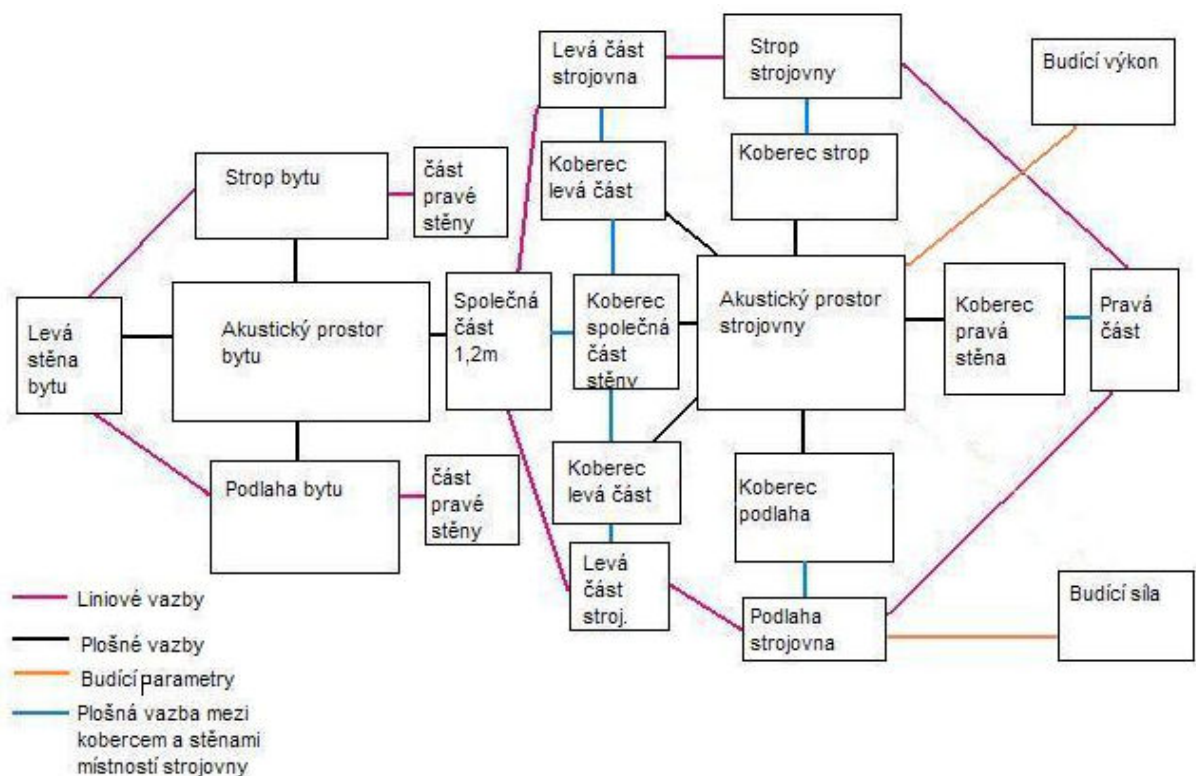 Levá část
strojovna
Strop
strojovny
Budící výkon
Koberec
levá část
Koberec strop
Strop bytu
část
pravé
stěny
Levá
stěna
bytu
Akustický prostor
bytu
Společná
část
1,2m
Koberec
společná
část
stěny
Akustický prostor
strojovny
Koberec
pravá
stěna
Pravá
část
Podlaha bytu
část
pravé
stěny
Koberec
levá část
Koberec
podlaha
Levá
část
stroj.
Podlaha
strojovna
Budící síla
Liniové vazby
Plošné vazby
Budící parametry
Plošná vazba mezi
kobercem a stěnami
místností strojovny